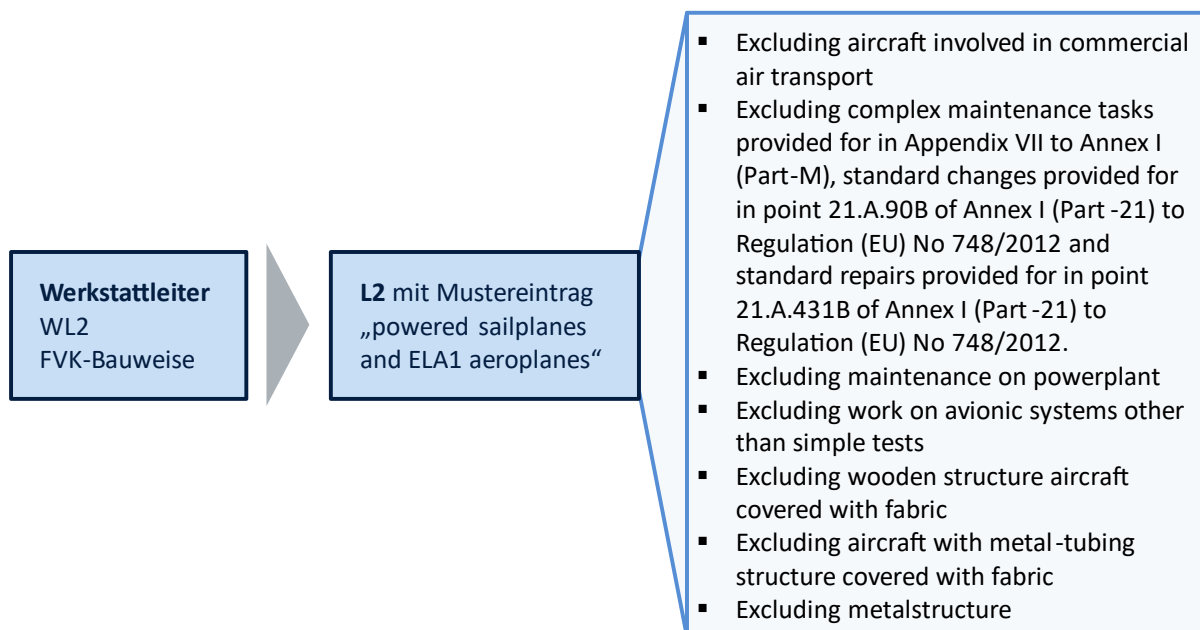 Werkstattleiter
WL2
FVK-Bauweise
L2 mit Mustereintrag
„powered sailplanes
and ELA1 aeroplanes“
▪ Excluding aircraft involved in commercial
air transport
▪ Excluding complex maintenance tasks
provided for in Appendix VII to Annex I
(Part-M), standard changes provided for
in point 21.A.90B of Annex I (Part -21) to
Regulation (EU) No 748/2012 and
standard repairs provided for in point
21.A.431B of Annex I (Part -21) to
Regulation (EU) No 748/2012.
▪ Excluding maintenance on powerplant
▪ Excluding work on avionic systems other
than simple tests
▪ Excluding wooden structure aircraft
covered with fabric
▪ Excluding aircraft with metal -tubing
structure covered with fabric
▪ Excluding metalstructure